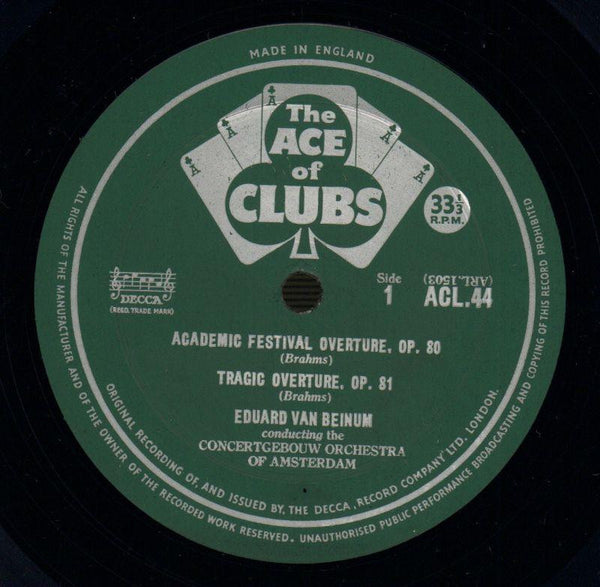 MADE IN ENGLAND
A
A
A
A
The
ACE
of
CLUBS
33⅓
R.P.M.
DECCA
(REGD. TRADE MARK)
Side
1
(ARL.1503)
ACL.44
ACADEMIC FESTIVAL OVERTURE, OP. 80
(Brahms)
TRAGIC OVERTURE, OP. 81
(Brahms)
EDUARD VAN BEINUM
conducting the
CONCERTGEBOUW ORCHESTRA
OF AMSTERDAM
ORIGINAL RECORDING OF, AND ISSUED BY, THE DECCA RECORD COMPANY LTD. LONDON.
ALL RIGHTS OF THE MANUFACTURER AND OF THE OWNER OF THE RECORDED WORK RESERVED. UNAUTHORISED PUBLIC PERFORMANCE BROADCASTING AND COPYING OF THIS RECORD PROHIBITED